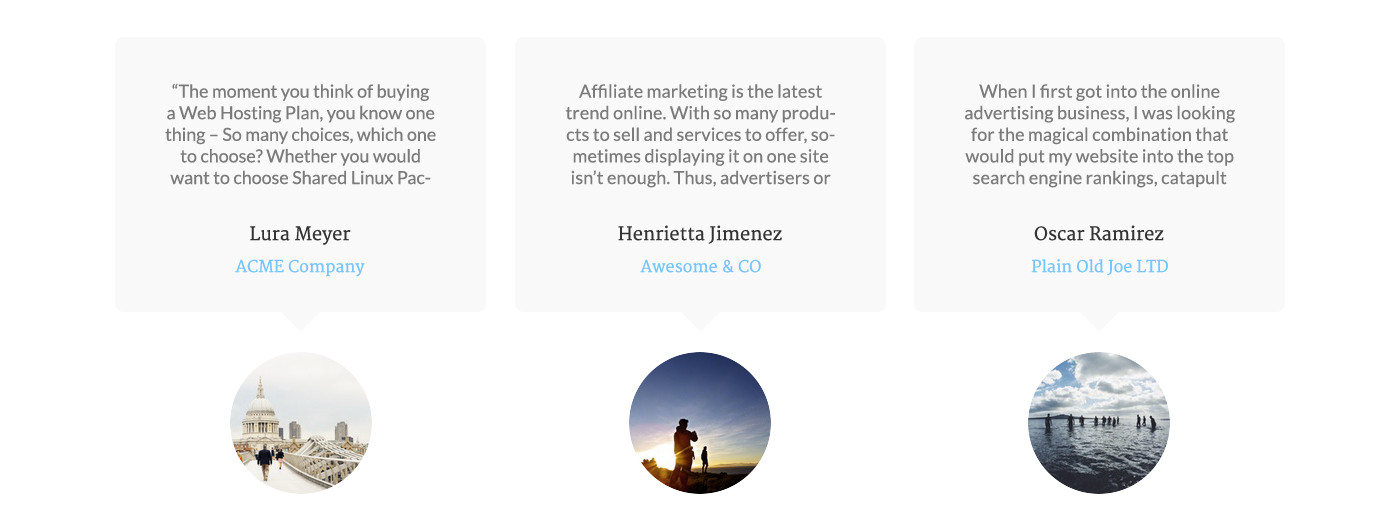 “The moment you think of buying
a Web Hosting Plan, you know one
thing – So many choices, which one
to choose? Whether you would
want to choose Shared Linux Pac-
Lura Meyer
ACME Company
Affiliate marketing is the latest
trend online. With so many produ-
cts to sell and services to offer, so-
metimes displaying it on one site
isn’t enough. Thus, advertisers or
Henrietta Jimenez
Awesome & CO
When I first got into the online
advertising business, I was looking
for the magical combination that
would put my website into the top
search engine rankings, catapult
Oscar Ramirez
Plain Old Joe LTD